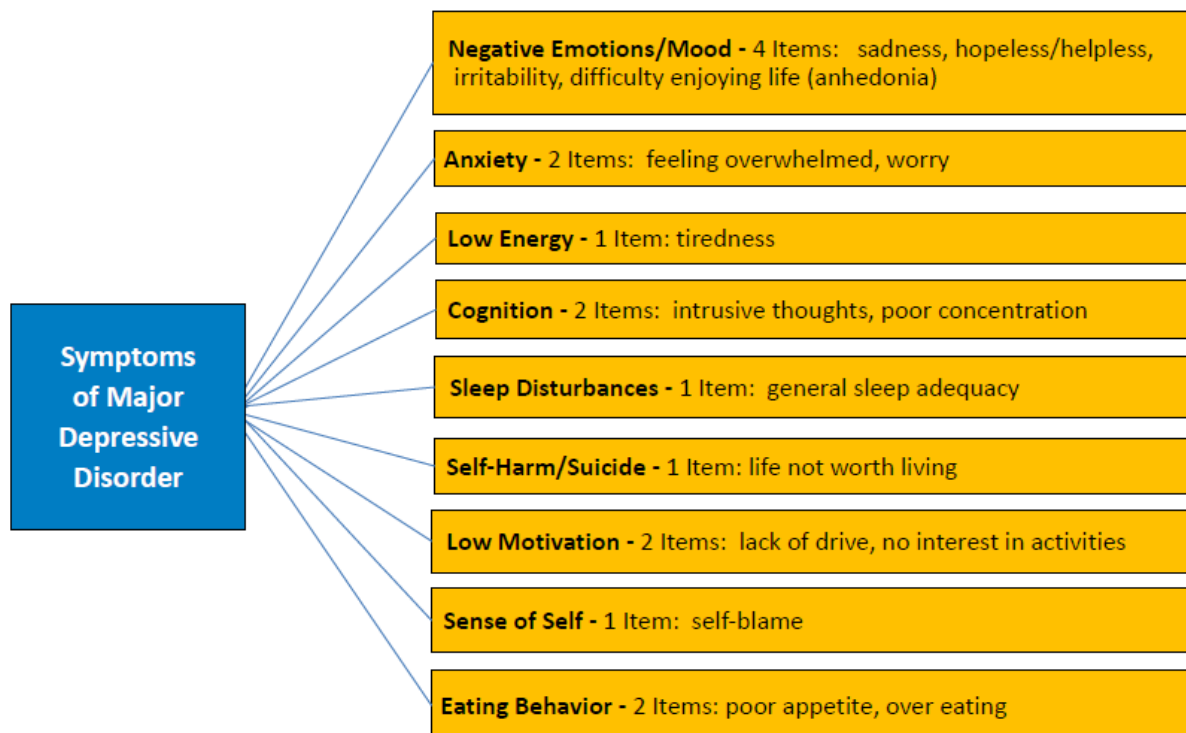 Negative Emotions/Mood - 4 Items: sadness, hopeless/helpless,
irritability, difficulty enjoying life (anhedonia)
Anxiety - 2 Items: feeling overwhelmed, worry
Low Energy - 1 Item: tiredness
Cognition - 2 Items: intrusive thoughts, poor concentration
Symptoms
of Major
Depressive
Disorder
Sleep Disturbances - 1 Item: general sleep adequacy
Self-Harm/Suicide - 1 Item: life not worth living
Low Motivation - 2 Items: lack of drive, no interest in activities
Sense of Self - 1 Item: self-blame
Eating Behavior - 2 Items: poor appetite, over eating